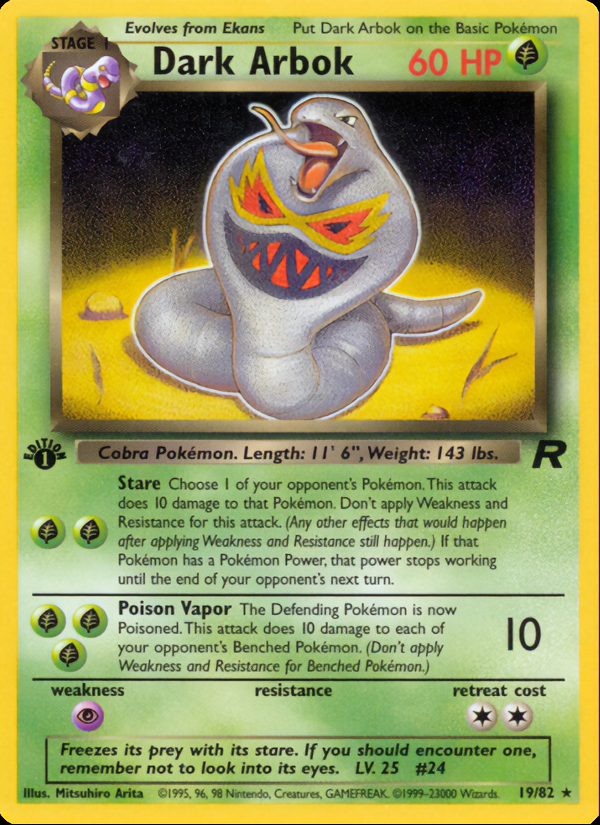 Evolves from Ekans Put Dark Arbok on the Basic Pokémon
STAGE 1
Dark Arbok 60 HP
EDITION
1
Cobra Pokémon. Length: 11' 6", Weight: 143 lbs.
R
Stare Choose 1 of your opponent's Pokémon. This attack
does 10 damage to that Pokémon. Don't apply Weakness and
Resistance for this attack. (Any other effects that would happen
after applying Weakness and Resistance still happen.) If that
Pokémon has a Pokémon Power, that power stops working
until the end of your opponent's next turn.
Poison Vapor The Defending Pokémon is now
Poisoned. This attack does 10 damage to each of
your opponent's Benched Pokémon. (Don't apply
Weakness and Resistance for Benched Pokémon.)
10
weakness resistance retreat cost
Freezes its prey with its stare. If you should encounter one,
remember not to look into its eyes. LV. 25 #24
Illus. Mitsuhiro Arita ©1995, 96, 98 Nintendo, Creatures, GAMEFREAK. ©1999-23000 Wizards. 19/82 ★